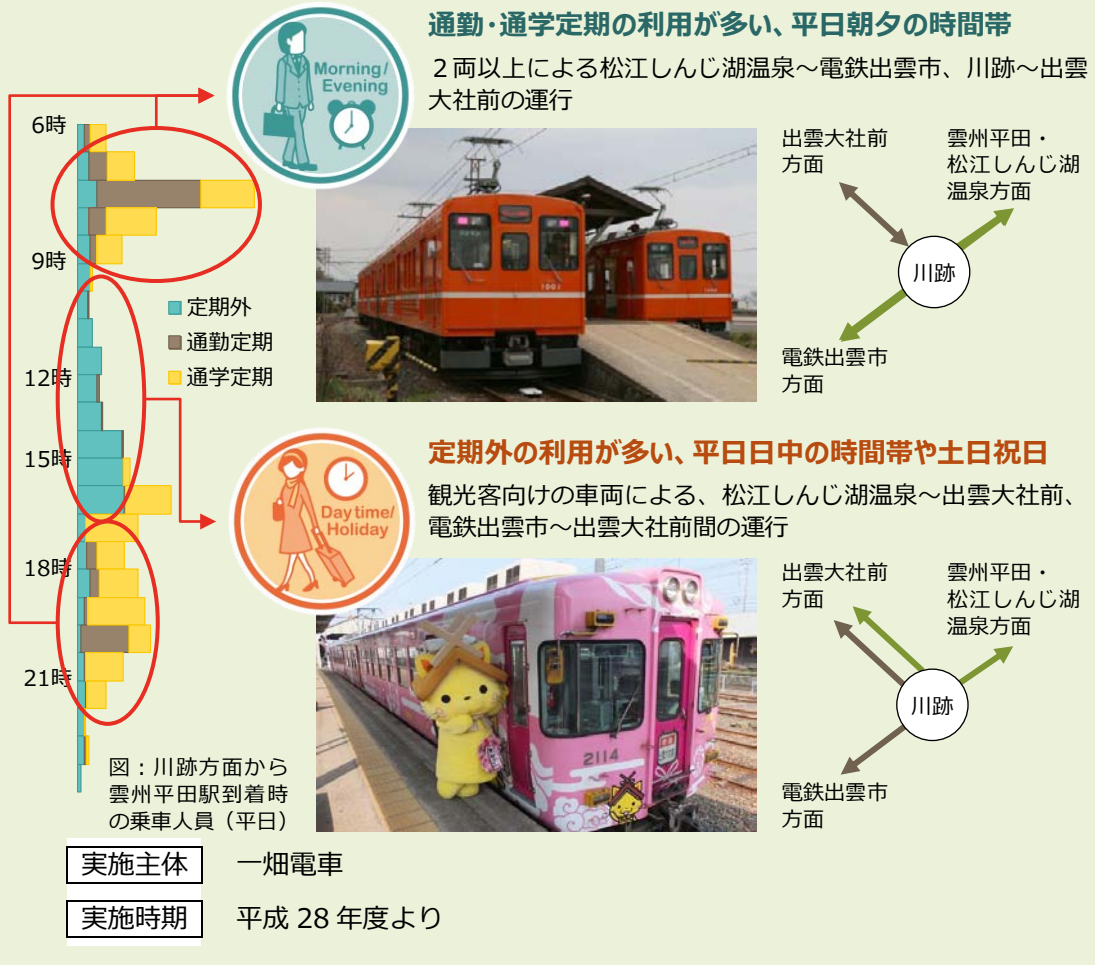 通勤・通学定期の利用が多い、平日朝夕の時間帯
２両以上による松江しんじ湖温泉～電鉄出雲市、川跡～出雲
大社前の運行
Morning/
Evening
6時
9時
12時
15時
18時
21時
定期外
通勤定期
通学定期
出雲大社前
方面
雲州平田・
松江しんじ湖
温泉方面
川跡
電鉄出雲市
方面
1001
定期外の利用が多い、平日日中の時間帯や土日祝日
観光客向けの車両による、松江しんじ湖温泉～出雲大社前、
電鉄出雲市～出雲大社前間の運行
Daytime/
Holiday
出雲大社前
方面
雲州平田・
松江しんじ湖
温泉方面
川跡
電鉄出雲市
方面
2114
図：川跡方面から
雲州平田駅到着時
の乗車人員（平日）
実施主体
一畑電車
実施時期
平成 28 年度より